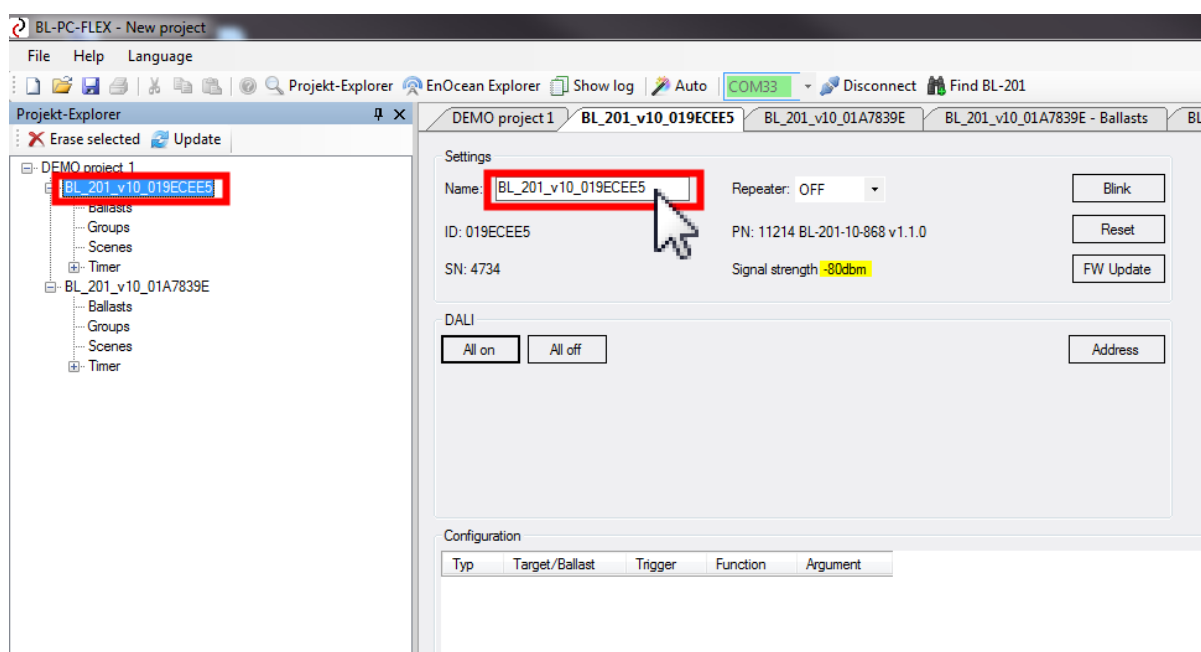 BL-PC-FLEX - New project
File Help Language
Projekt-Explorer EnOcean Explorer Show log Auto COM33 Disconnect Find BL-201
Projekt-Explorer
Erase selected Update
DEMO project 1
BL_201_v10_019ECEE5
Ballasts
Groups
Scenes
Timer
BL_201_v10_01A7839E
Ballasts
Groups
Scenes
Timer
DEMO project 1 BL_201_v10_019ECEE5 BL_201_v10_01A7839E BL_201_v10_01A7839E - Ballasts BL
Settings
Name: BL_201_v10_019ECEE5 Repeater: OFF Blink
ID: 019ECEE5 PN: 11214 BL-201-10-868 v1.1.0 Reset
SN: 4734 Signal strength -80dbm FW Update
DALI
All on All off Address
Configuration
Typ Target/Ballast Trigger Function Argument